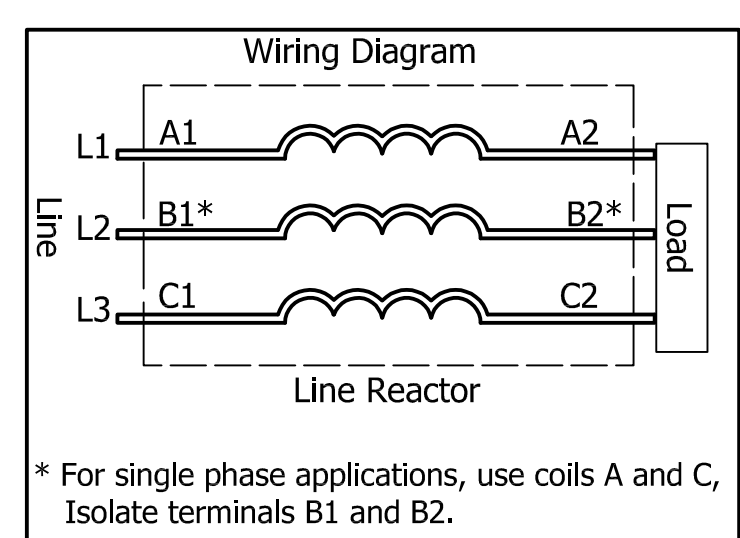 Wiring Diagram
L1 A1 A2
Line L2 B1* B2* Load
L3 C1 C2
Line Reactor
* For single phase applications, use coils A and C,
Isolate terminals B1 and B2.